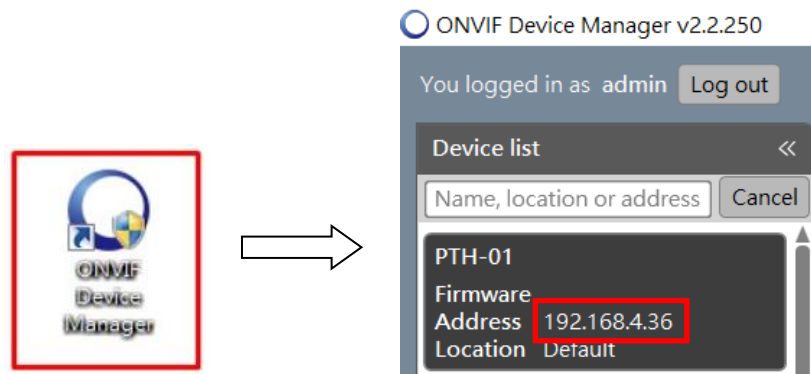 ONVIF
Device
Manager
ONVIF Device Manager v2.2.250
You logged in as admin Log out
Device list «
Name, location or address Cancel
PTH-01
Firmware
Address 192.168.4.36
Location Default